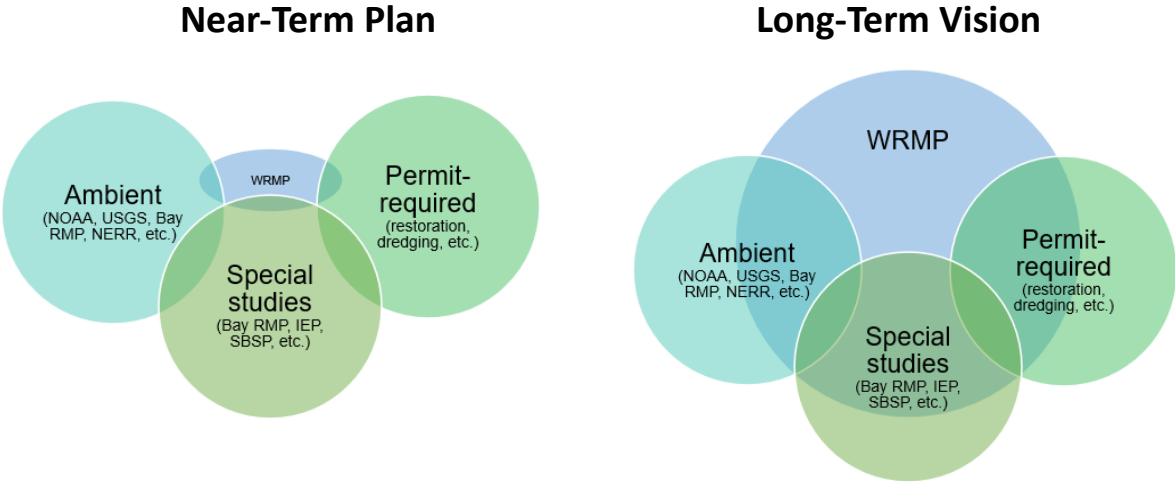 Near-Term Plan
Ambient
(NOAA, USGS, Bay
RMP, NERR, etc.)
WRMP
Permit-
required
(restoration,
dredging, etc.)
Special
studies
(Bay RMP, IEP,
SBSP, etc.)
Long-Term Vision
WRMP
Ambient
(NOAA, USGS, Bay
RMP, NERR, etc.)
Permit-
required
(restoration,
dredging, etc.)
Special
studies
(Bay RMP, IEP,
SBSP, etc.)